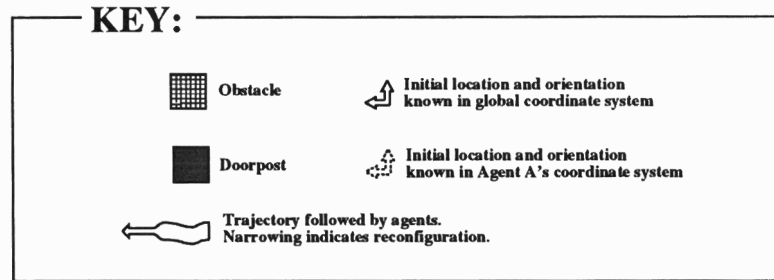 KEY:
Obstacle
Initial location and orientation
known in global coordinate system
Doorpost
Initial location and orientation
known in Agent A's coordinate system
Trajectory followed by agents.
Narrowing indicates reconfiguration.